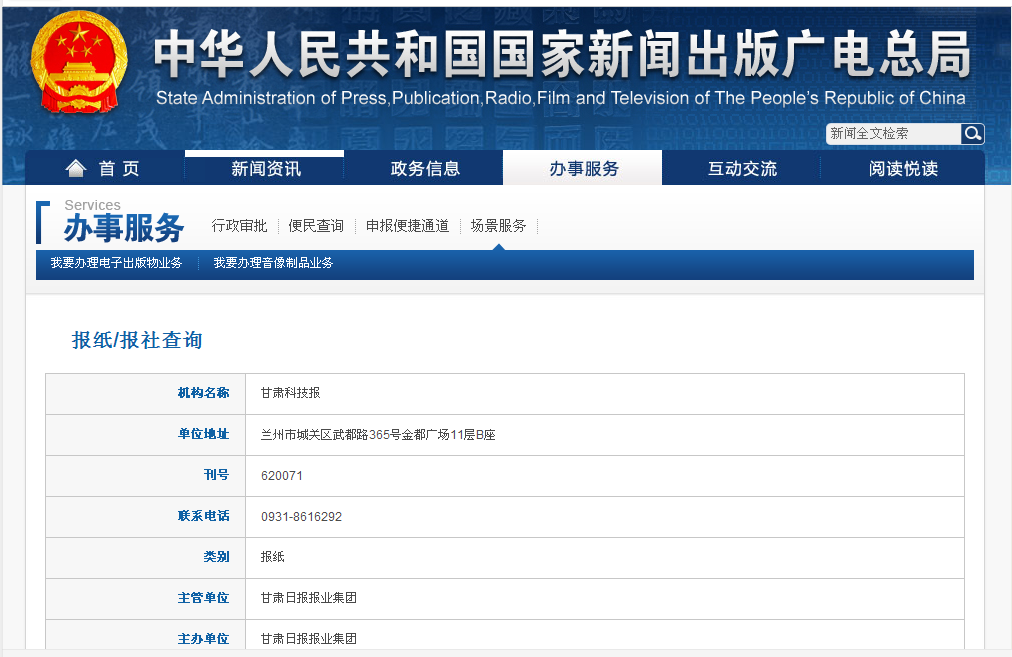 中华人民共和国国家新闻出版广电总局
State Administration of Press,Publication,Radio,Film and Television of The People's Republic of China
新闻全文检索
首 页 新闻资讯 政务信息 办事服务 互动交流 阅读悦读
Services
办事服务 行政审批 便民查询 申报便捷通道 场景服务
我要办理电子出版物业务 我要办理音像制品业务
报纸/报社查询
机构名称 甘肃科技报
单位地址 兰州市城关区武都路365号金都广场11层B座
刊号 620071
联系电话 0931-8616292
类别 报纸
主管单位 甘肃日报报业集团
主办单位 甘肃日报报业集团